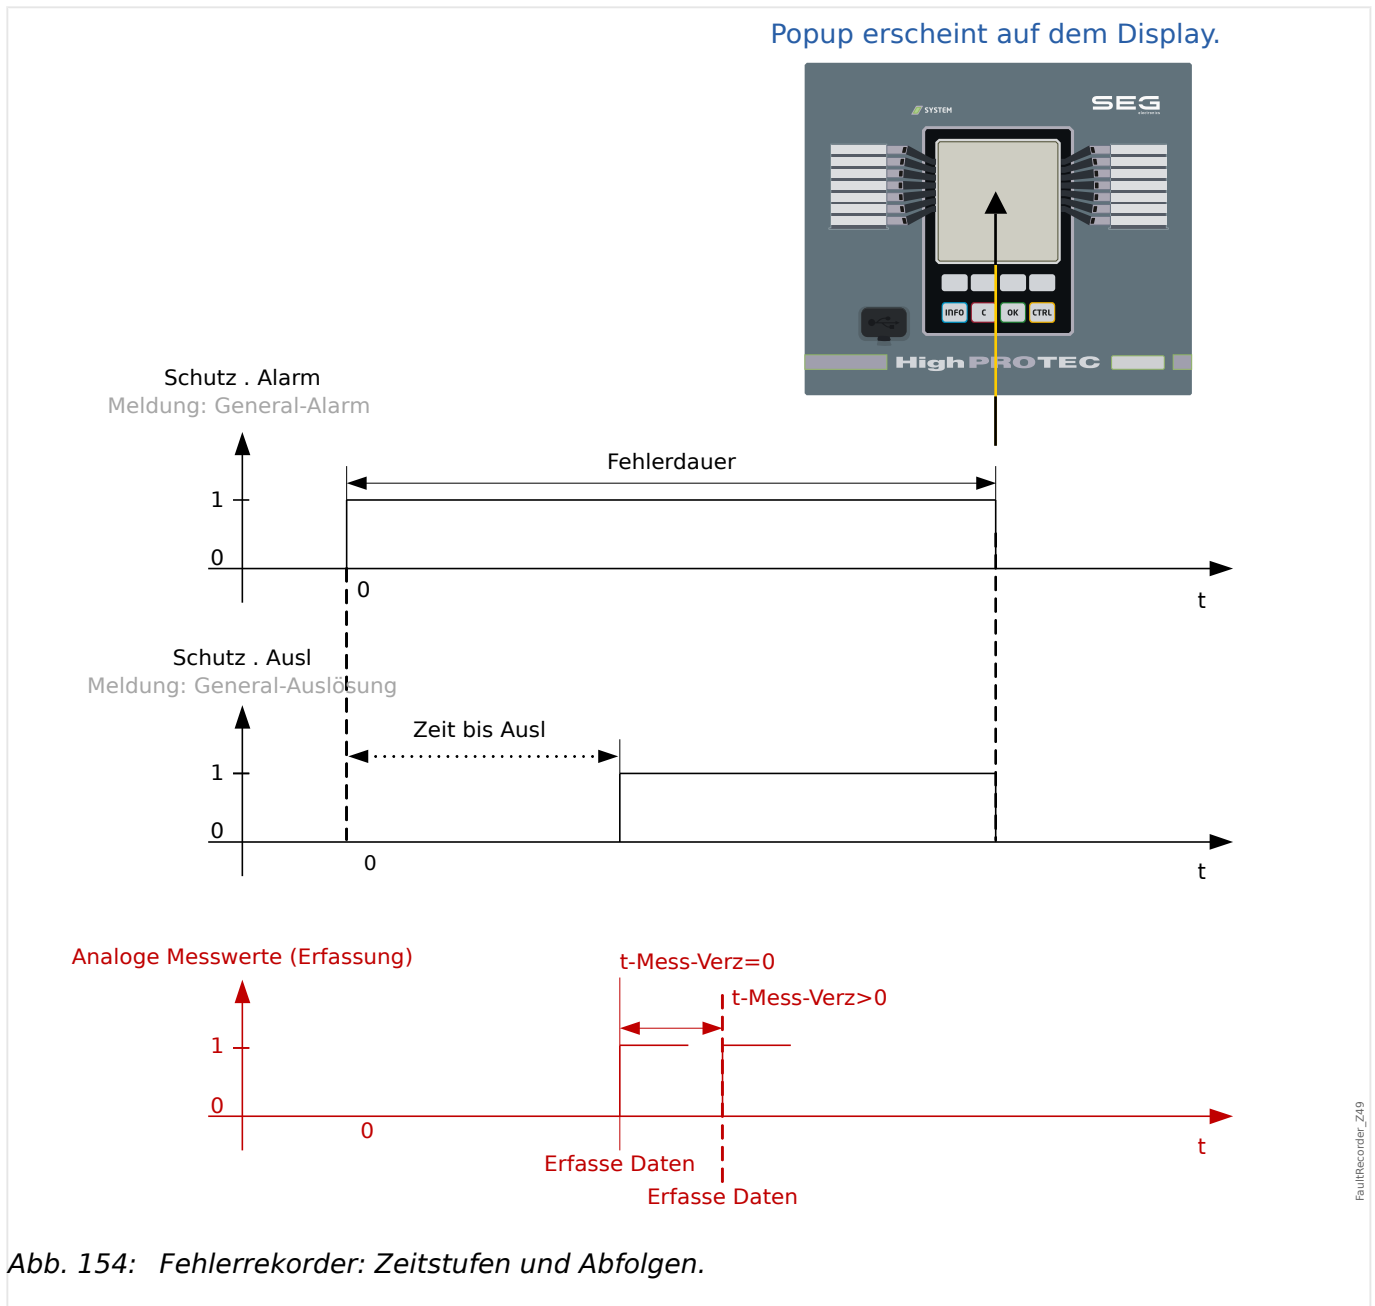 Popup erscheint auf dem Display.
SYSTEM
SEG
electronics
INFO
C
OK
CTRL
HighPROTEC
Schutz . Alarm
Meldung: General-Alarm
Fehlerdauer
1
0
0
t
Schutz . Ausl
Meldung: General-Auslösung
Zeit bis Ausl
1
0
0
t
Analoge Messwerte (Erfassung)
t-Mess-Verz=0
t-Mess-Verz>0
1
0
0
t
Erfasse Daten
Erfasse Daten
FaultRecorder_Z49
Abb. 154: Fehlerrekorder: Zeitstufen und Abfolgen.